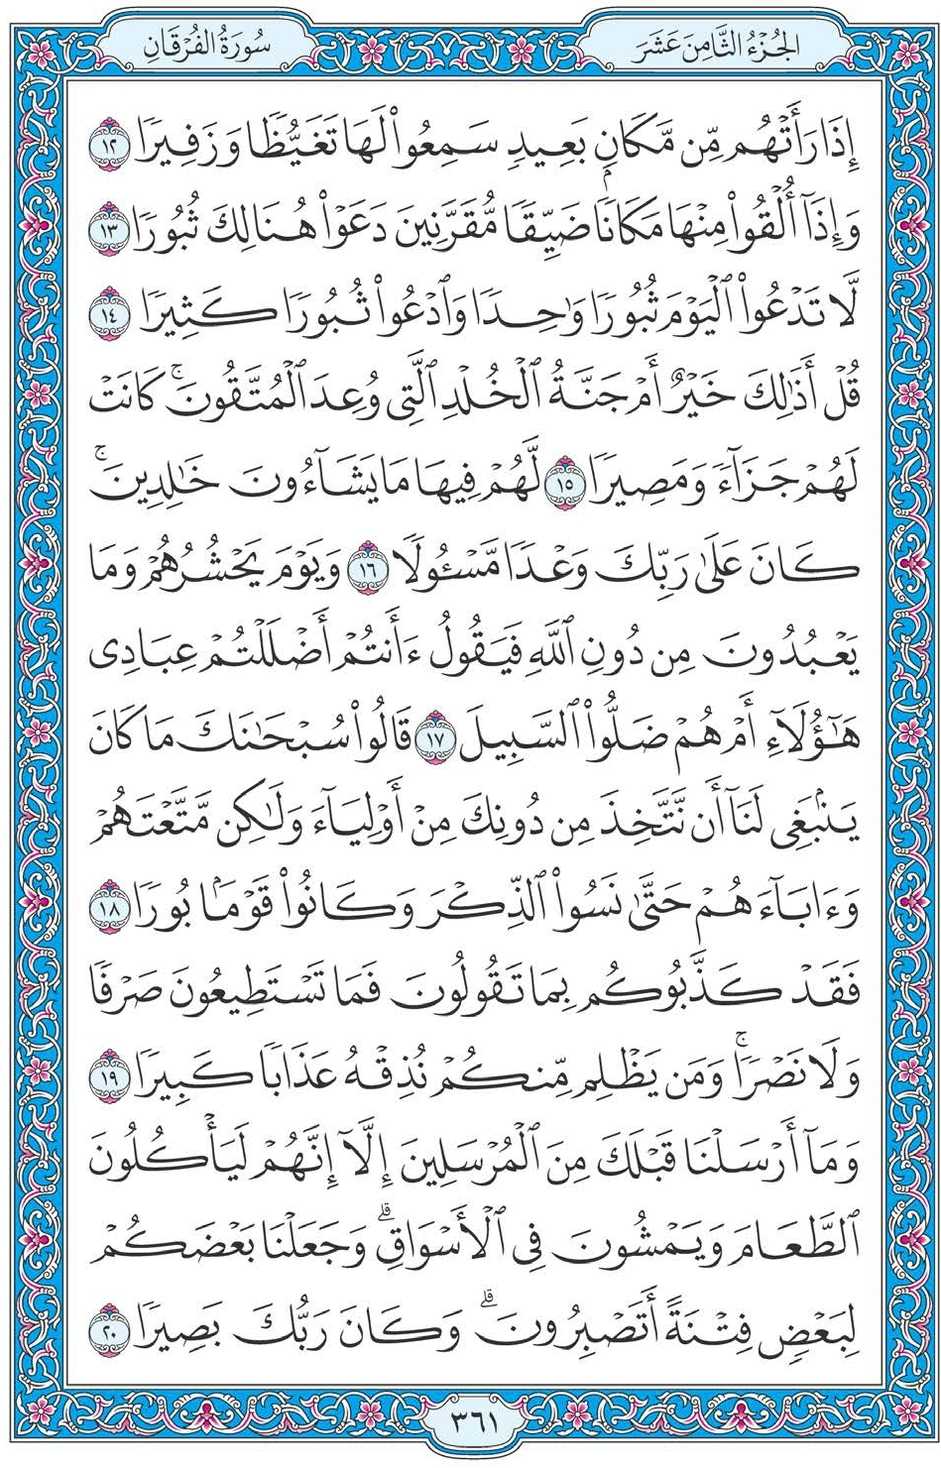 سُورَةُ الفُرْقَانِ
الجُزْءُ الثَّامِنَ عَشَرَ
إِذَا رَأَتْهُم مِّن مَّكَانِۭ بَعِيدٖ سَمِعُواْ لَهَا تَغَيُّظٗا وَزَفِيرٗا ١٢
وَإِذَآ أُلۡقُواْ مِنۡهَا مَكَانٗا ضَيِّقٗا مُّقَرَّنِينَ دَعَوۡاْ هُنَالِكَ ثُبُورٗا ١٣
لَّا تَدۡعُواْ ٱلۡيَوۡمَ ثُبُورٗا وَٰحِدٗا وَٱدۡعُواْ ثُبُورٗا كَثِيرٗا ١٤
قُلۡ أَذَٰلِكَ خَيۡرٌ أَمۡ جَنَّةُ ٱلۡخُلۡدِ ٱلَّتِي وُعِدَ ٱلۡمُتَّقُونَۚ كَانَتۡ
لَهُمۡ جَزَآءٗ وَمَصِيرٗا ١٥ لَّهُمۡ فِيهَا مَا يَشَآءُونَ خَٰلِدِينَۚ
كَانَ عَلَىٰ رَبِّكَ وَعۡدٗا مَّسۡـُٔولٗا ١٦ وَيَوۡمَ يَحۡشُرُهُمۡ وَمَا
يَعۡبُدُونَ مِن دُونِ ٱللَّهِ فَيَقُولُ ءَأَنتُمۡ أَضۡلَلۡتُمۡ عِبَادِي
هَٰٓؤُلَآءِ أَمۡ هُمۡ ضَلُّواْ ٱلسَّبِيلَ ١٧ قَالُواْ سُبۡحَٰنَكَ مَا كَانَ
يَنۢبَغِي لَنَآ أَن نَّتَّخِذَ مِن دُونِكَ مِنۡ أَوۡلِيَآءَ وَلَٰكِن مَّتَّعۡتَهُمۡ
وَءَابَآءَهُمۡ حَتَّىٰ نَسُواْ ٱلذِّكۡرَ وَكَانُواْ قَوۡمَۢا بُورٗا ١٨
فَقَدۡ كَذَّبُوكُم بِمَا تَقُولُونَ فَمَا تَسۡتَطِيعُونَ صَرۡفٗا
وَلَا نَصۡرٗاۚ وَمَن يَظۡلِم مِّنكُمۡ نُذِقۡهُ عَذَابٗا كَبِيرٗا ١٩
وَمَآ أَرۡسَلۡنَا قَبۡلَكَ مِنَ ٱلۡمُرۡسَلِينَ إِلَّآ إِنَّهُمۡ لَيَأۡكُلُونَ
ٱلطَّعَامَ وَيَمۡشُونَ فِي ٱلۡأَسۡوَاقِۗ وَجَعَلۡنَا بَعۡضَكُمۡ
لِبَعۡضٖ فِتۡنَةً أَتَصۡبِرُونَۗ وَكَانَ رَبُّكَ بَصِيرٗا ٢٠
٣٦١